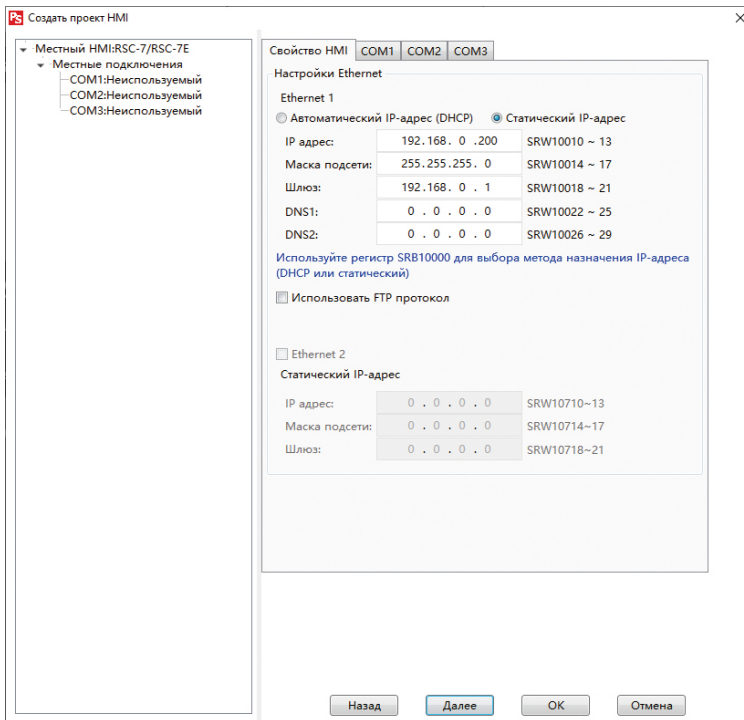 PS Создать проект HMI
Местный HMI:RSC-7/RSC-7E
Местные подключения
COM1:Неиспользуемый
COM2:Неиспользуемый
COM3:Неиспользуемый
Свойство HMI COM1 COM2 COM3
Настройки Ethernet
Ethernet 1
Автоматический IP-адрес (DHCP) Статический IP-адрес
IP адрес: 192.168. 0 .200 SRW10010 ~ 13
Маска подсети: 255.255.255. 0 SRW10014 ~ 17
Шлюз: 192.168. 0 . 1 SRW10018 ~ 21
DNS1: 0 . 0 . 0 . 0 SRW10022 ~ 25
DNS2: 0 . 0 . 0 . 0 SRW10026 ~ 29
Используйте регистр SRB10000 для выбора метода назначения IP-адреса
(DHCP или статический)
Использовать FTP протокол
Ethernet 2
Статический IP-адрес
IP адрес: 0 . 0 . 0 . 0 SRW10710~13
Маска подсети: 0 . 0 . 0 . 0 SRW10714~17
Шлюз: 0 . 0 . 0 . 0 SRW10718~21
Назад Далее OK Отмена